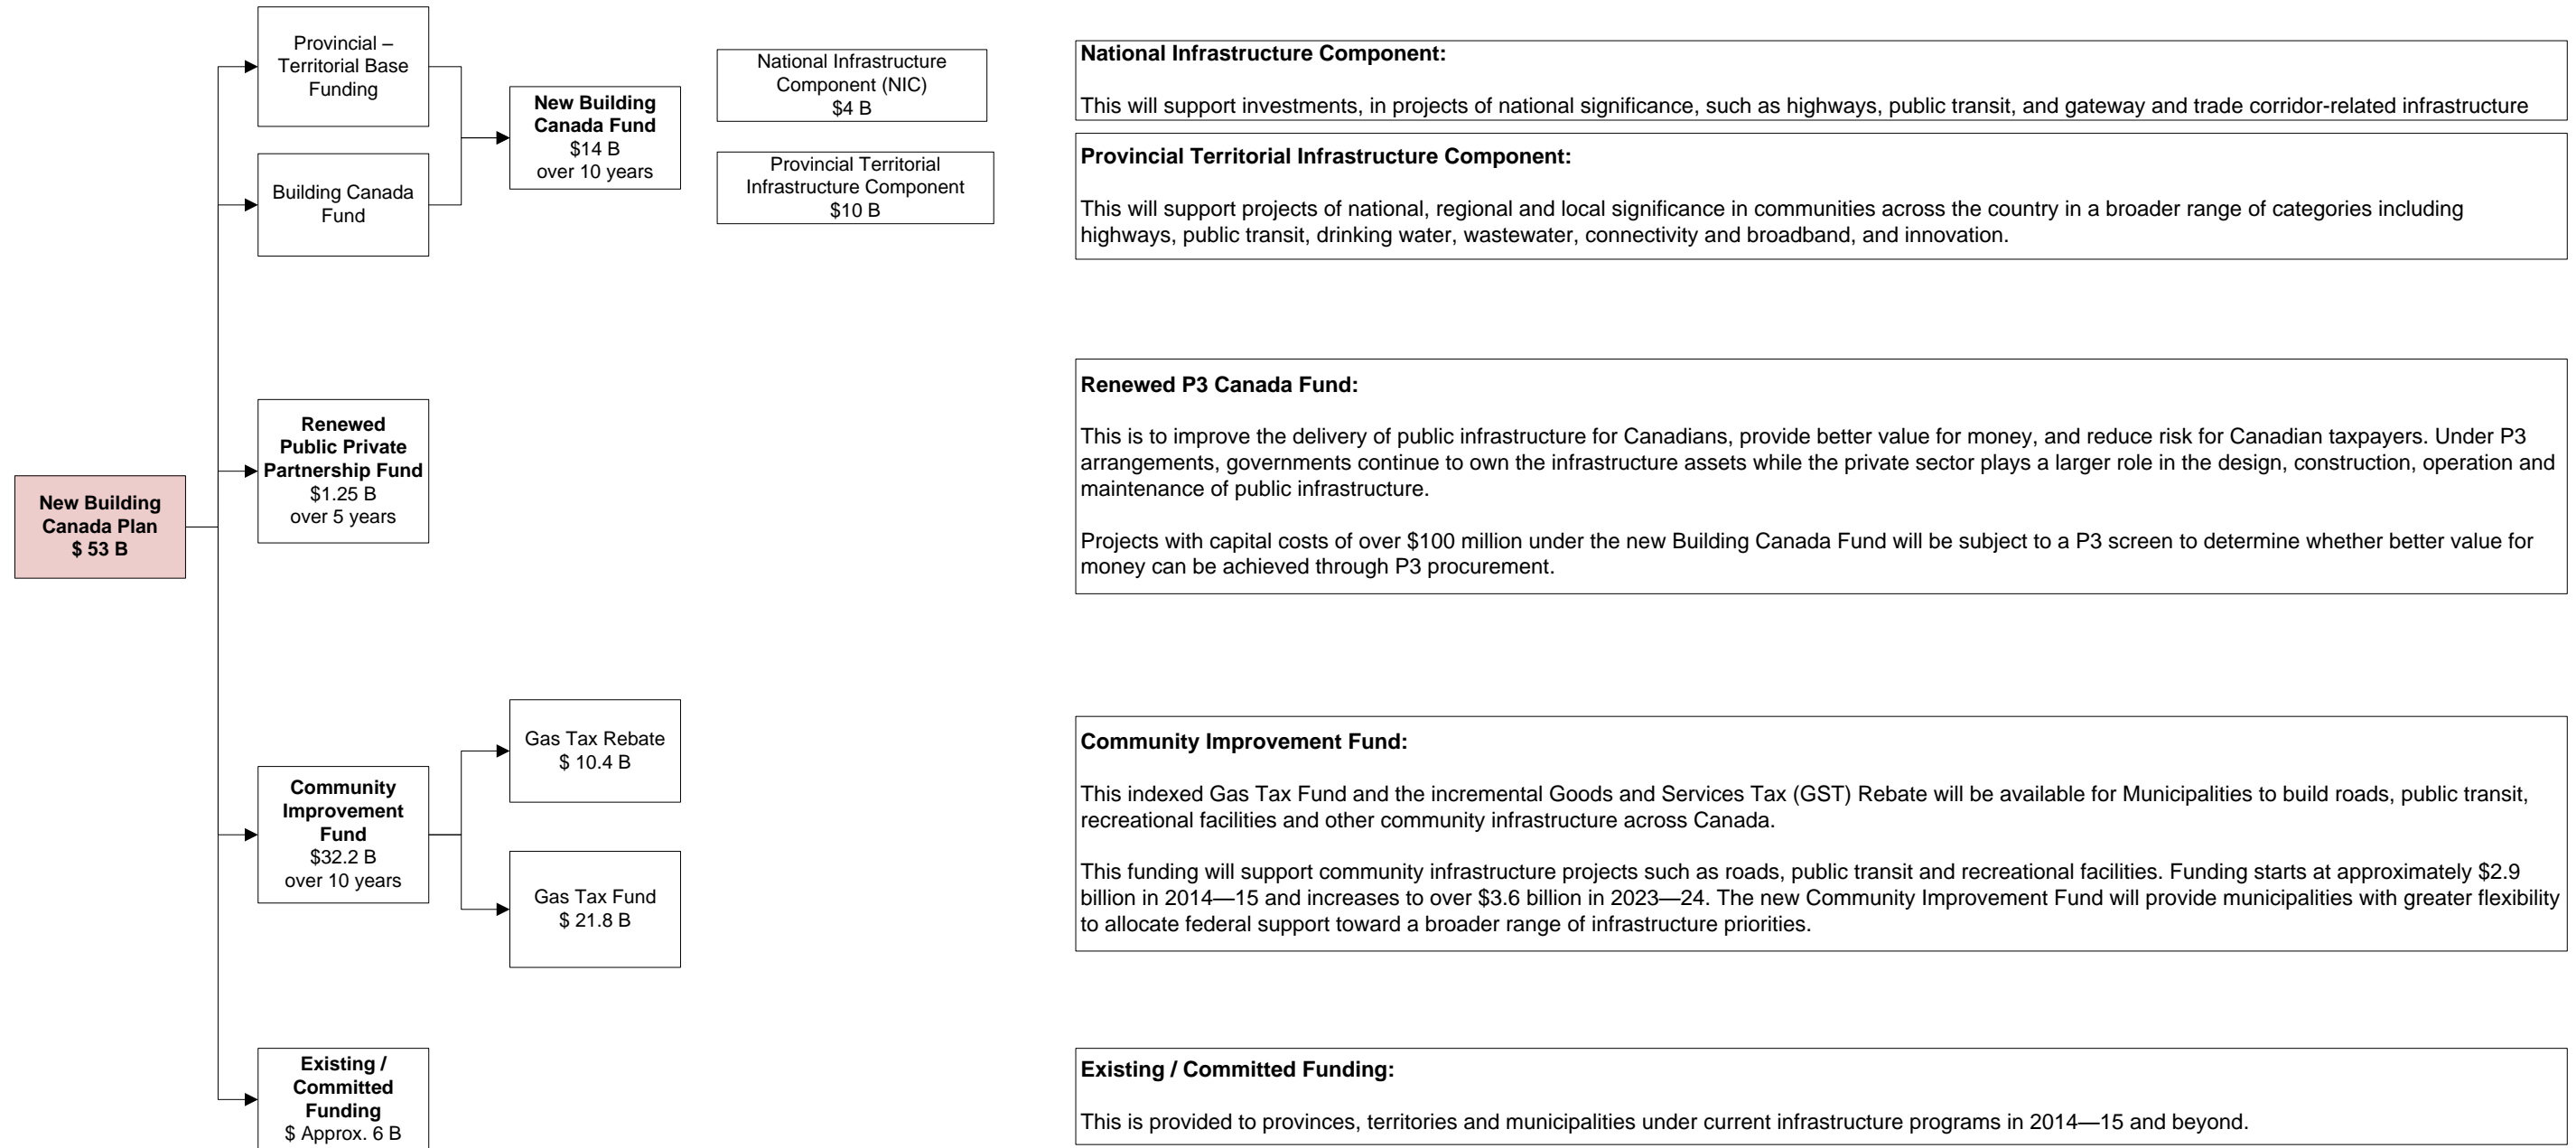 Provincial –
Territorial Base
Funding
Building Canada
Fund
New Building
Canada Fund
$14 B
over 10 years
National Infrastructure
Component (NIC)
$4 B
Provincial Territorial
Infrastructure Component
$10 B
National Infrastructure Component:
This will support investments, in projects of national significance, such as highways, public transit, and gateway and trade corridor-related infrastructure
Provincial Territorial Infrastructure Component:
This will support projects of national, regional and local significance in communities across the country in a broader range of categories including
highways, public transit, drinking water, wastewater, connectivity and broadband, and innovation.
New Building
Canada Plan
$ 53 B
Renewed
Public Private
Partnership Fund
$1.25 B
over 5 years
Renewed P3 Canada Fund:
This is to improve the delivery of public infrastructure for Canadians, provide better value for money, and reduce risk for Canadian taxpayers. Under P3
arrangements, governments continue to own the infrastructure assets while the private sector plays a larger role in the design, construction, operation and
maintenance of public infrastructure.
Projects with capital costs of over $100 million under the new Building Canada Fund will be subject to a P3 screen to determine whether better value for
money can be achieved through P3 procurement.
Community
Improvement
Fund
$32.2 B
over 10 years
Gas Tax Rebate
$ 10.4 B
Gas Tax Fund
$ 21.8 B
Community Improvement Fund:
This indexed Gas Tax Fund and the incremental Goods and Services Tax (GST) Rebate will be available for Municipalities to build roads, public transit,
recreational facilities and other community infrastructure across Canada.
This funding will support community infrastructure projects such as roads, public transit and recreational facilities. Funding starts at approximately $2.9
billion in 2014—15 and increases to over $3.6 billion in 2023—24. The new Community Improvement Fund will provide municipalities with greater flexibility
to allocate federal support toward a broader range of infrastructure priorities.
Existing /
Committed
Funding
$ Approx. 6 B
Existing / Committed Funding:
This is provided to provinces, territories and municipalities under current infrastructure programs in 2014—15 and beyond.